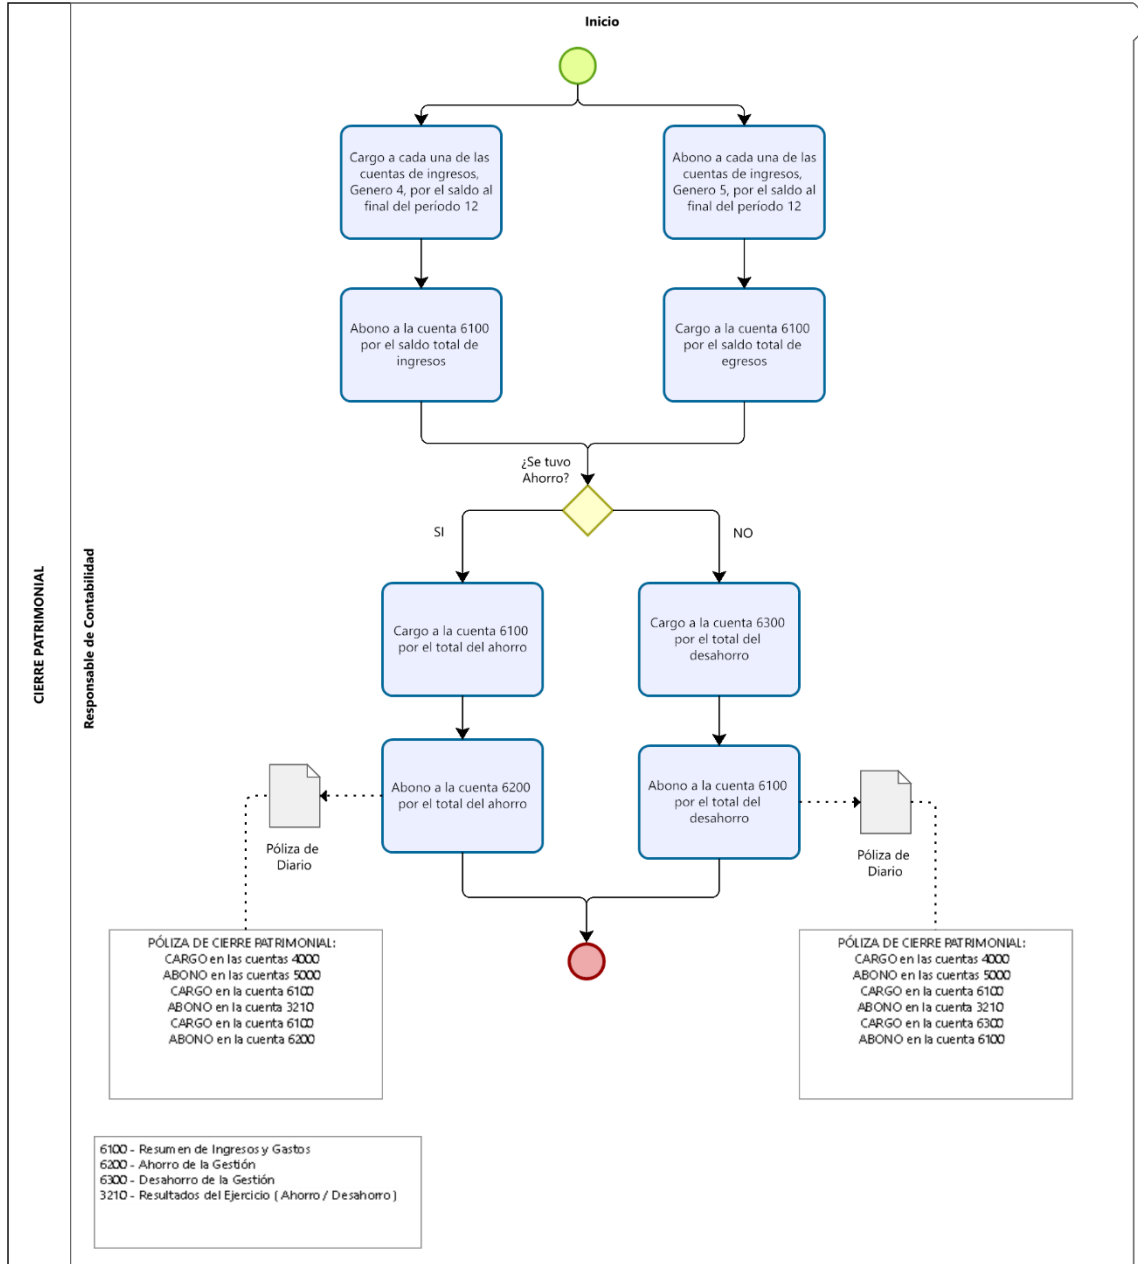 Inicio
CIERRE PATRIMONIAL
Responsable de Contabilidad
Cargo a cada una de las
cuentas de ingresos,
Genero 4, por el saldo al
final del período 12
Abono a cada una de las
cuentas de ingresos,
Genero 5, por el saldo al
final del período 12
Abono a la cuenta 6100
por el saldo total de
ingresos
Cargo a la cuenta 6100
por el saldo total de
egresos
¿Se tuvo
Ahorro?
SI
NO
Cargo a la cuenta 6100
por el total del ahorro
Cargo a la cuenta 6300
por el total del
desahorro
Abono a la cuenta 6200
por el total del ahorro
Abono a la cuenta 6100
por el total del
desahorro
Póliza de
Diario
Póliza de
Diario
PÓLIZA DE CIERRE PATRIMONIAL:
CARGO en las cuentas 4000
ABONO en las cuentas 5000
CARGO en la cuenta 6100
ABONO en la cuenta 3210
CARGO en la cuenta 6100
ABONO en la cuenta 6200
PÓLIZA DE CIERRE PATRIMONIAL:
CARGO en las cuentas 4000
ABONO en las cuentas 5000
CARGO en la cuenta 6100
ABONO en la cuenta 3210
CARGO en la cuenta 6300
ABONO en la cuenta 6100
6100 - Resumen de Ingresos y Gastos
6200 - Ahorro de la Gestión
6300 - Desahorro de la Gestión
3210 - Resultados del Ejercicio ( Ahorro / Desahorro )